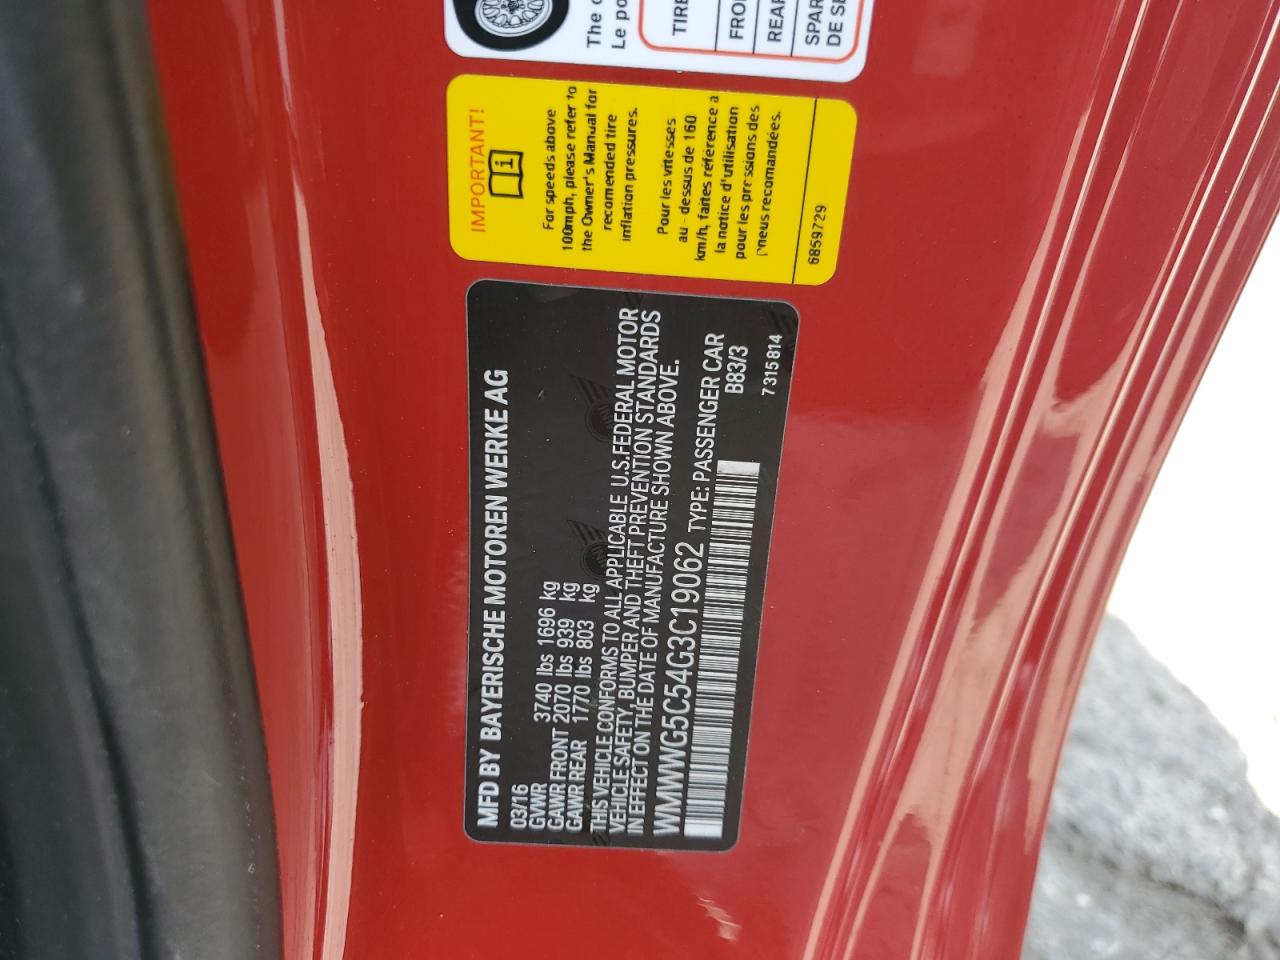 The
Le
TIRE
FRO
REAR
SPAR
DE SE
IMPORTANT!
i
For speeds above
100mph, please refer to
the Owner's Manual for
recomended tire
inflation pressures.
Pour les vitesses
au - dessus de 160
km/h, faites référence a
la notice d'utilisation
pour les pressions des
pneus recomandées.
6859729
MFD BY BAYERISCHE MOTOREN WERKE AG
03/16
GVWR 3740 lbs 1696 kg
GAWR FRONT 2070 lbs 939 kg
GAWR REAR 1770 lbs 803 kg
THIS VEHICLE CONFORMS TO ALL APPLICABLE U.S.FEDERAL MOTOR
VEHICLE SAFETY, BUMPER AND THEFT PREVENTION STANDARDS
IN EFFECT ON THE DATE OF MANUFACTURE SHOWN ABOVE.
WMWWG5C54G3C19062 TYPE: PASSENGER CAR
B83/3
7315814